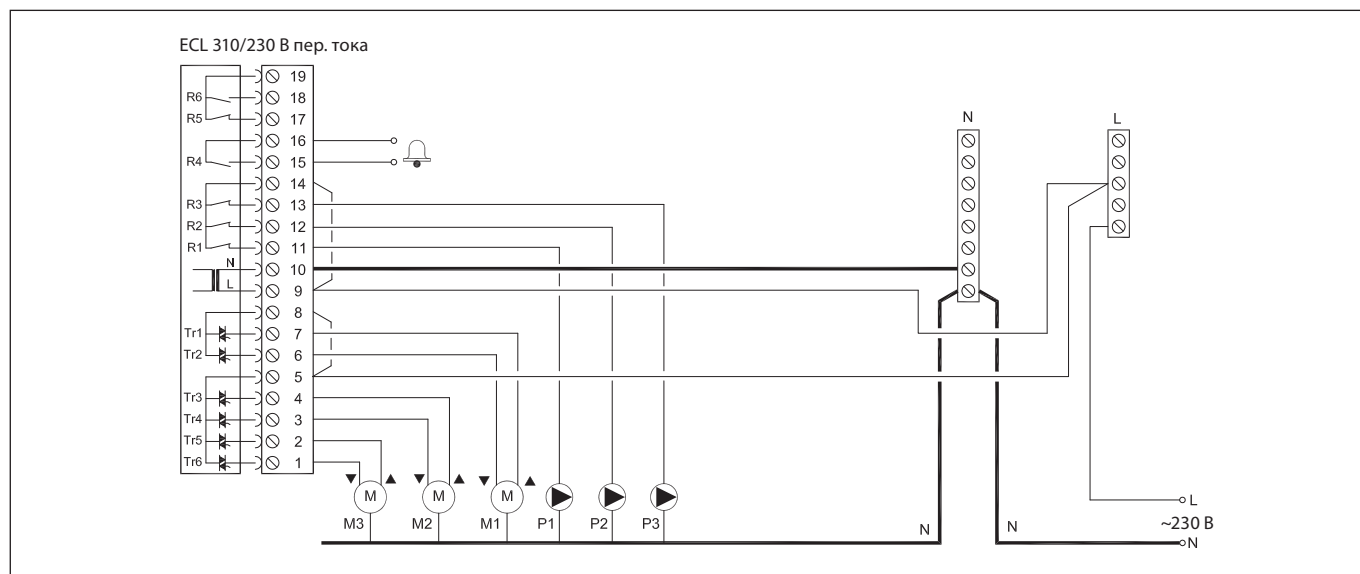 ECL 310/230 В пер. тока
19
R6 18
R5 17
N
L
16
R4 15
14
R3 13
R2 12
R1 11
N 10
L 9
8
Tr1 7
Tr2 6
5
Tr3 4
Tr4 3
Tr5 2
Tr6 1
M M M
M3 M2 M1 P1 P2 P3
L
N N ~230 В
N